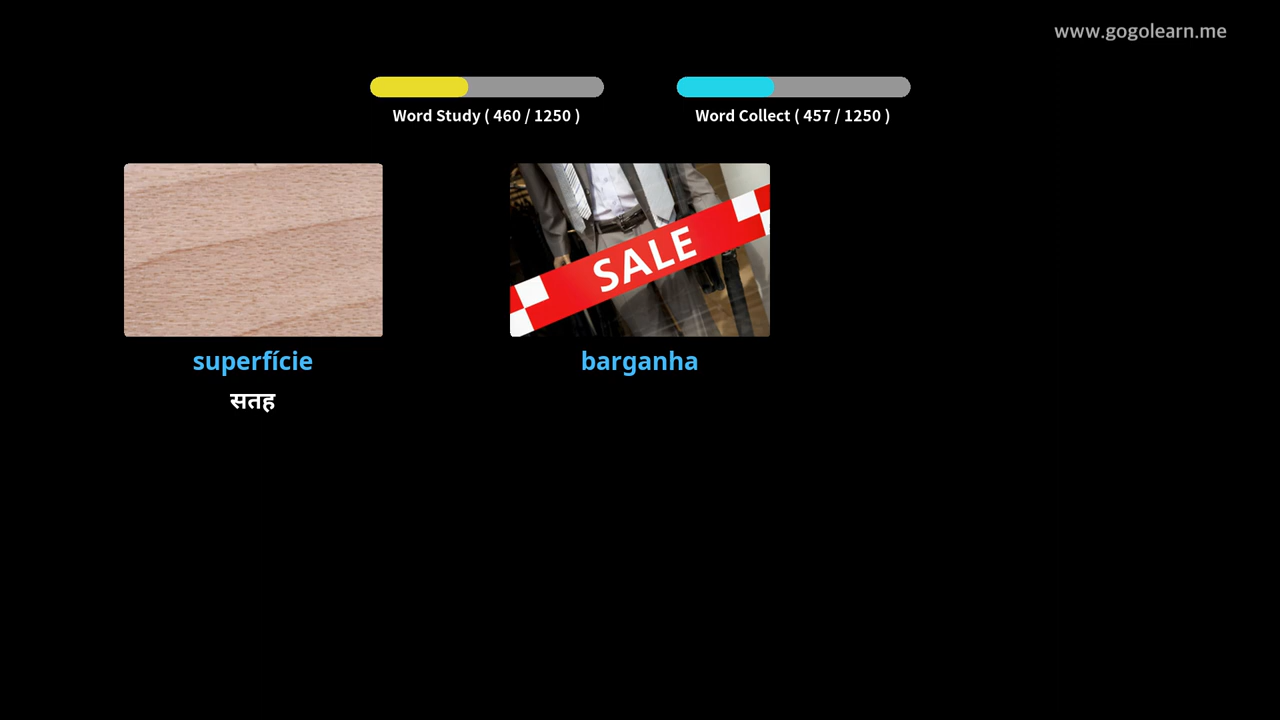 www.gogolearn.me
Word Study ( 460 / 1250 )
Word Collect ( 457 / 1250 )
SALE
superfície
barganha
सतह